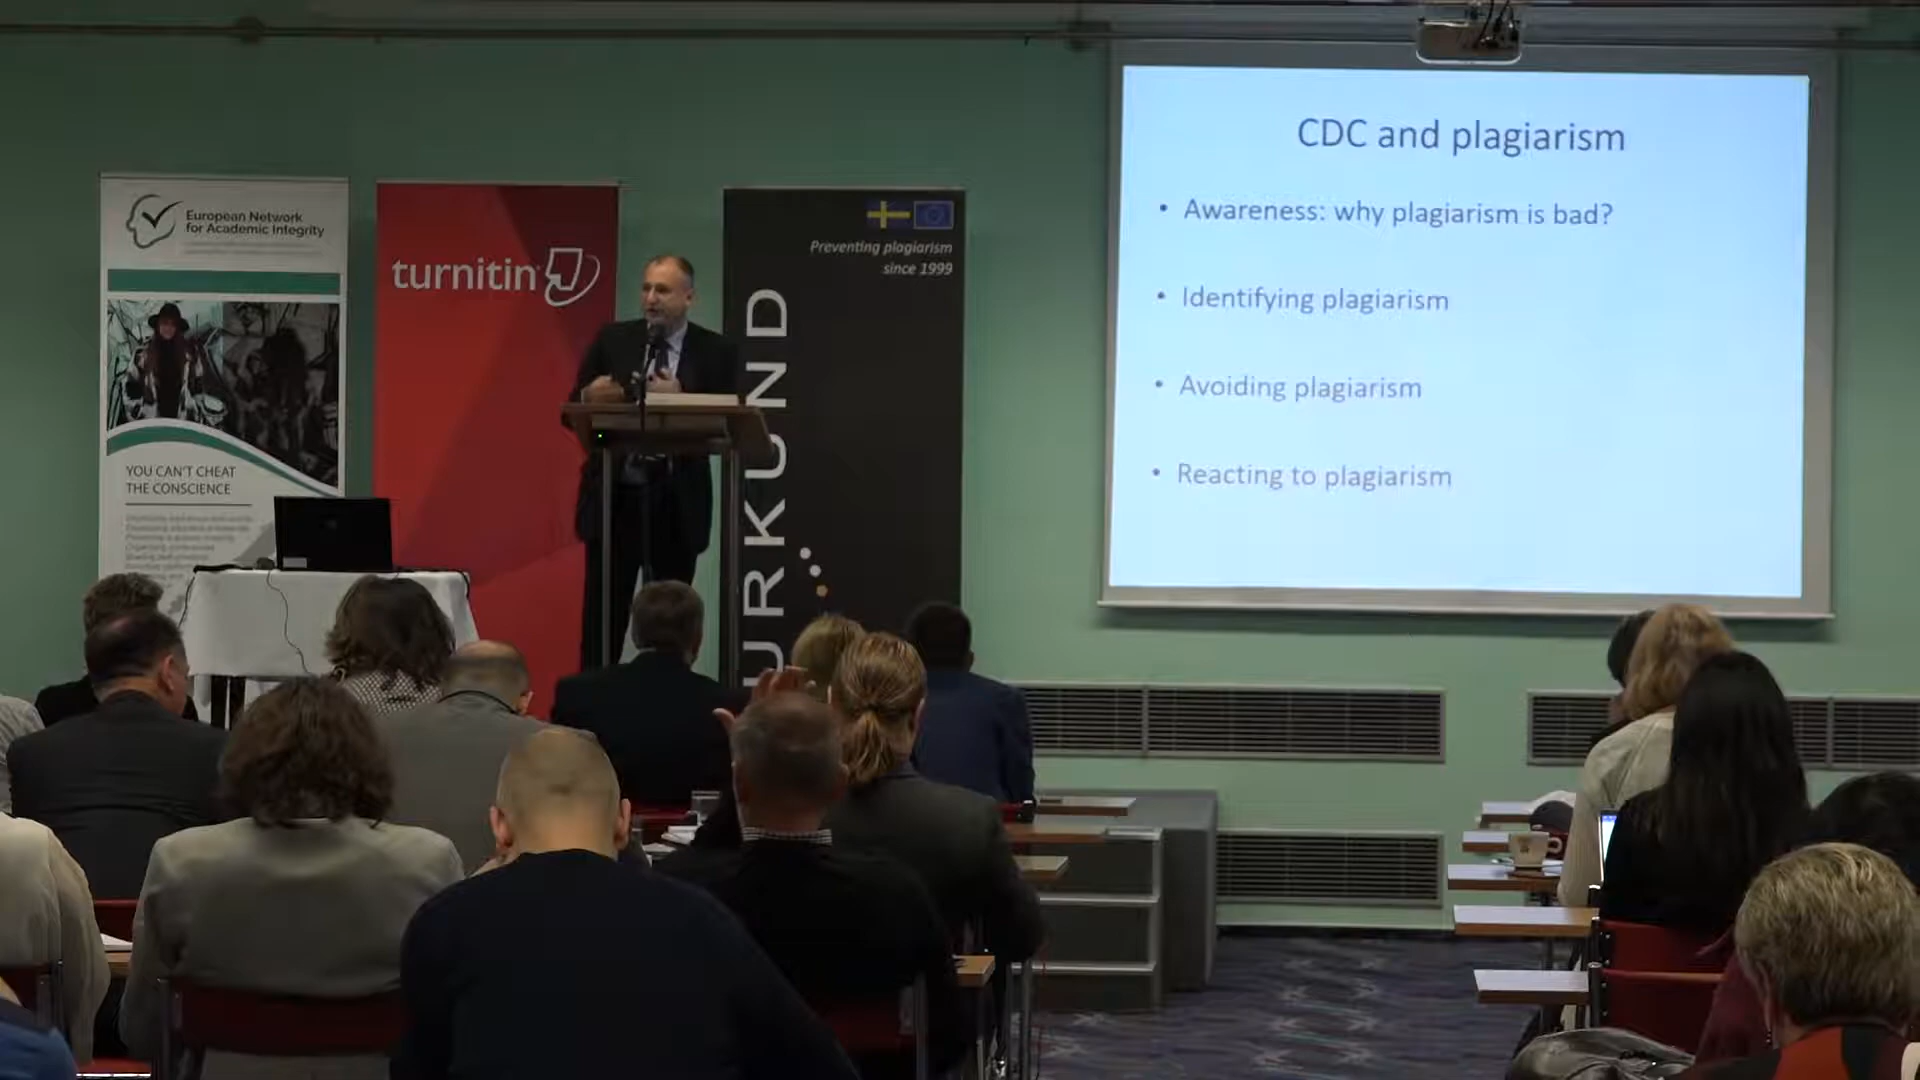 European Network
for Academic Integrity
YOU CAN'T CHEAT
THE CONSCIENCE
turnitin
Preventing plagiarism
since 1999
URKUND
CDC and plagiarism
• Awareness: why plagiarism is bad?
• Identifying plagiarism
• Avoiding plagiarism
• Reacting to plagiarism